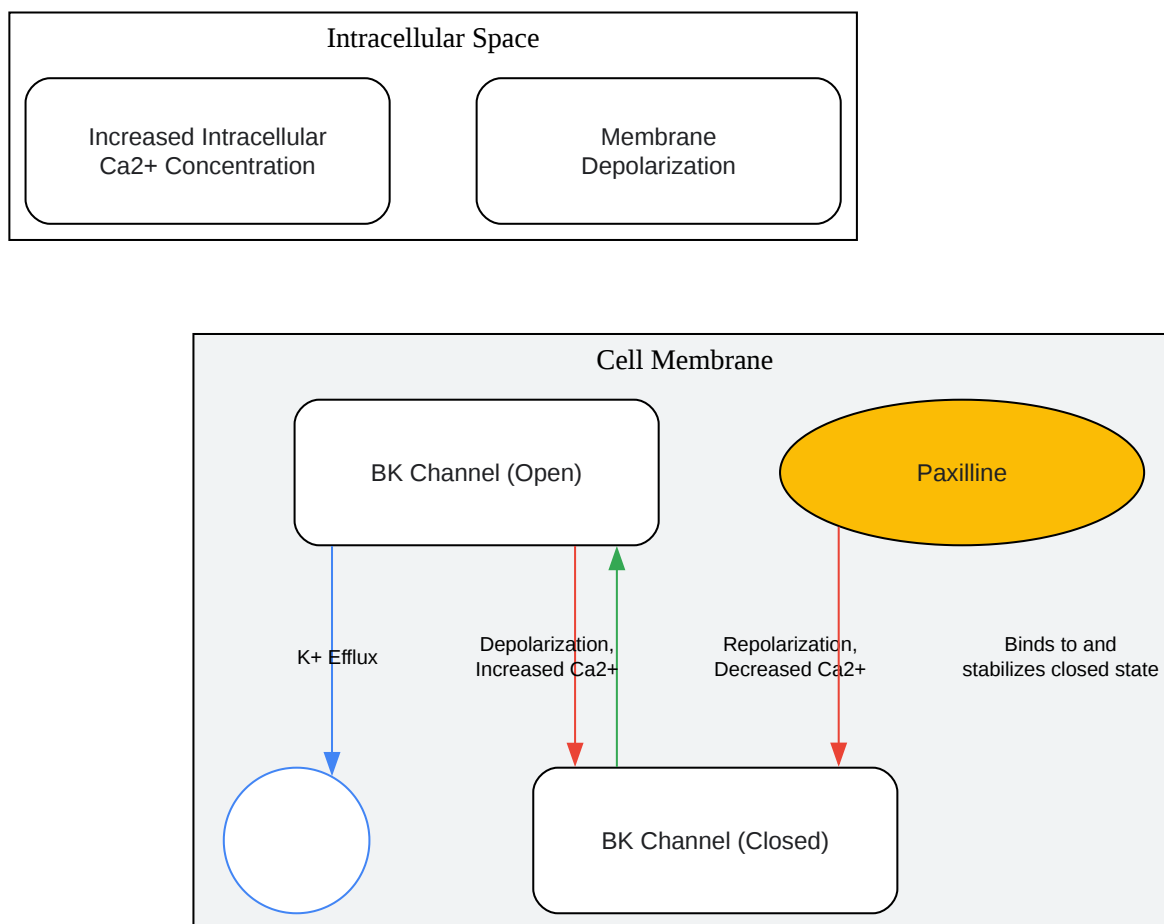 Intracellular Space
Increased Intracellular
Ca2+ Concentration
Membrane
Depolarization
Cell Membrane
BK Channel (Open)
Paxilline
K+ Efflux
Depolarization,
Increased Ca2+
Repolarization,
Decreased Ca2+
Binds to and
stabilizes closed state
BK Channel (Closed)